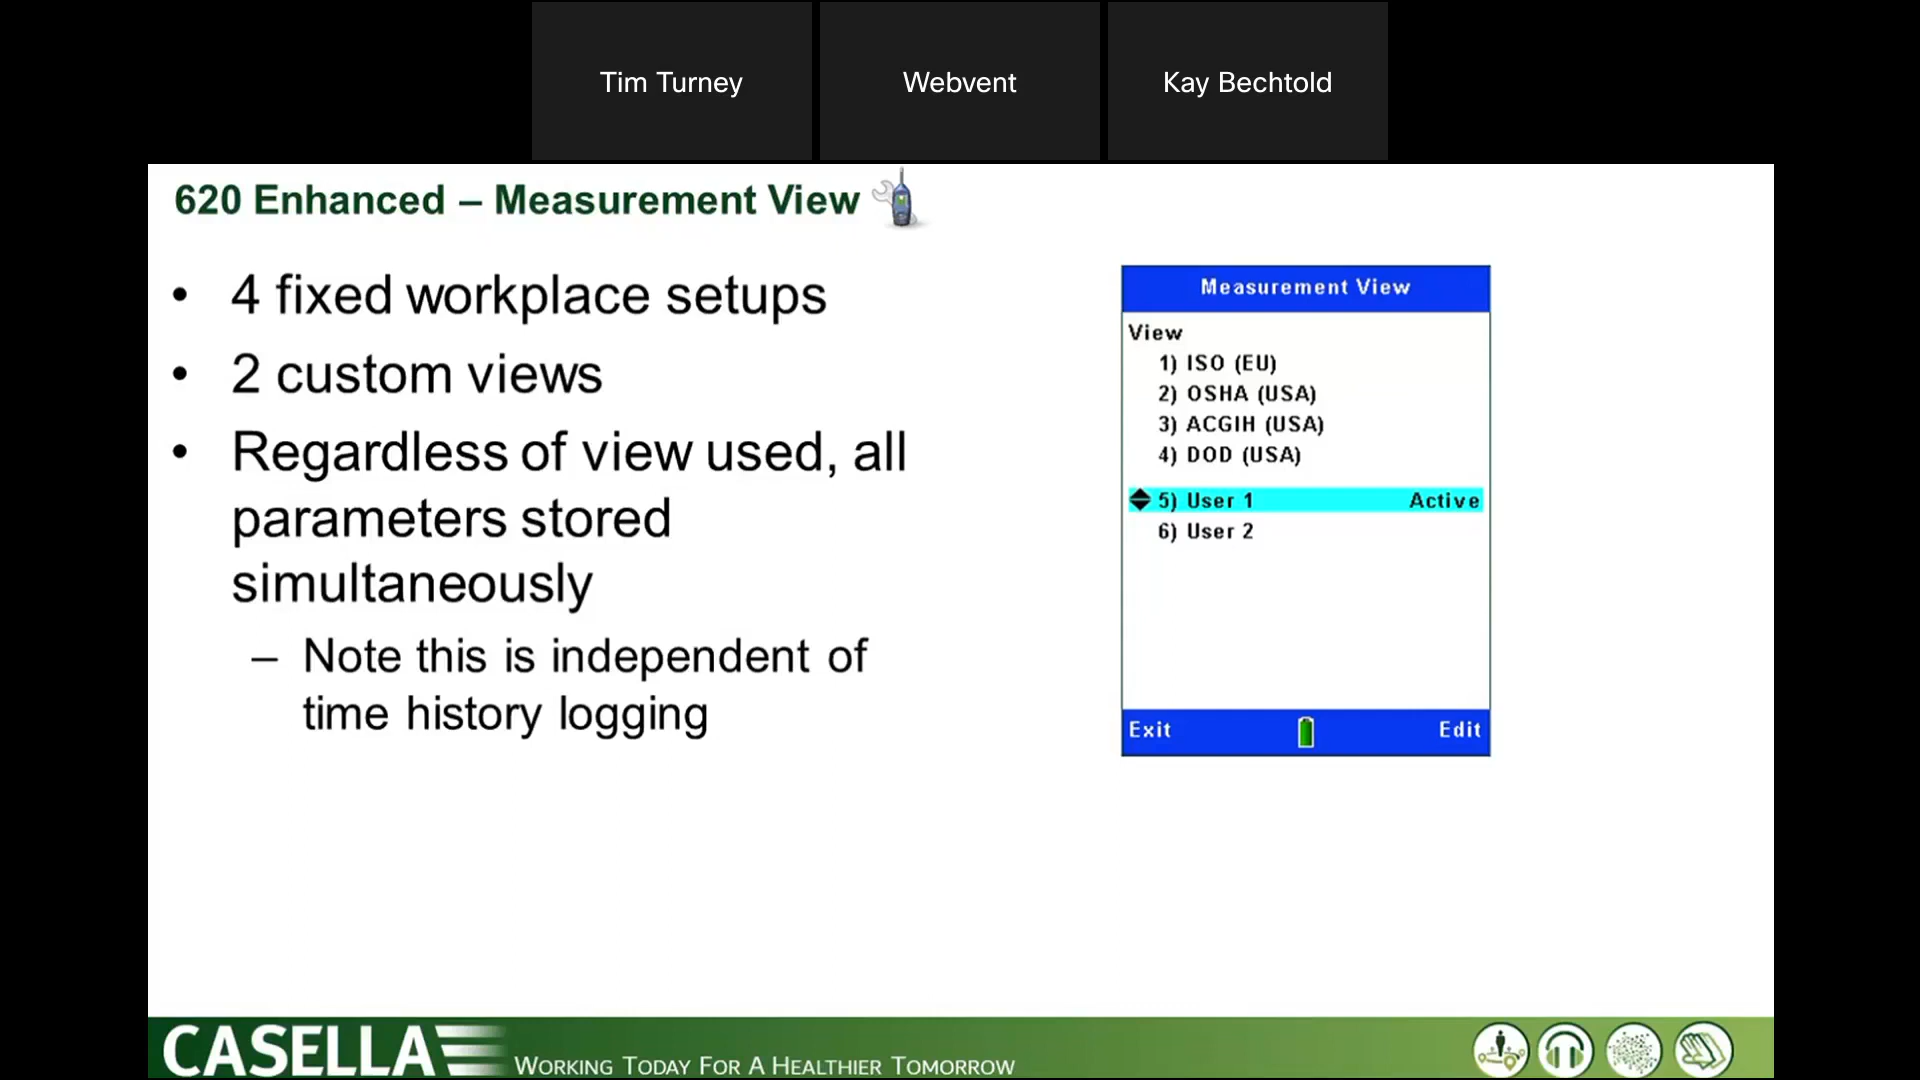 Tim Turney
Webvent
Kay Bechtold
620 Enhanced – Measurement View
• 4 fixed workplace setups
• 2 custom views
• Regardless of view used, all
parameters stored
simultaneously
– Note this is independent of
time history logging
Measurement View
View
1) ISO (EU)
2) OSHA (USA)
3) ACGIH (USA)
4) DOD (USA)
5) User 1 Active
6) User 2
Exit Edit
CASELLA
WORKING TODAY FOR A HEALTHIER TOMORROW